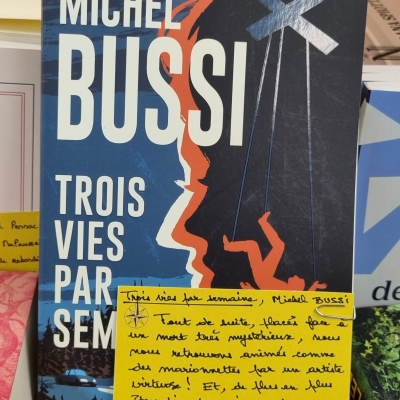 MICHEL
BUSSI
TROIS
VIES
PAR
SEM
Trois vies par semaine, Michel BUSSI
Tout de suite, placés face à
un mort très mystérieux, nous
nous retrouvons animés comme
des marionnettes par un artiste
virtuose ! Et, de plus en plus
Pennac
de